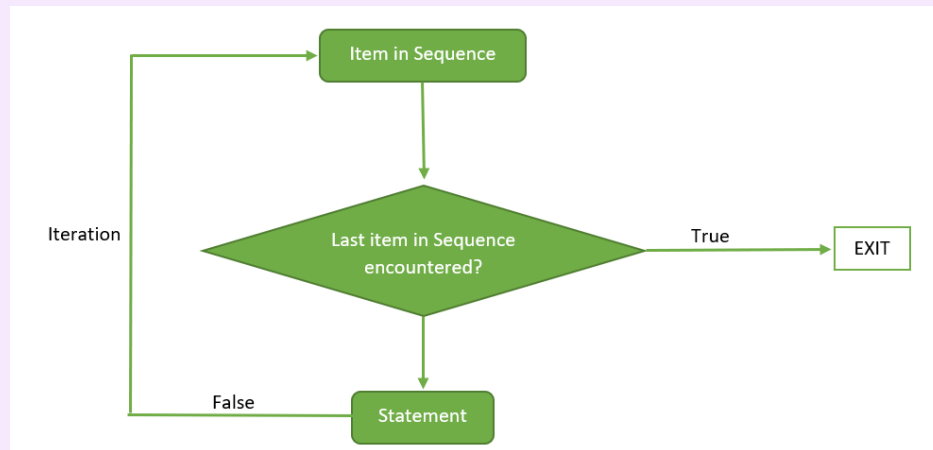 Item in Sequence
Iteration
Last item in Sequence
encountered?
True
EXIT
False
Statement